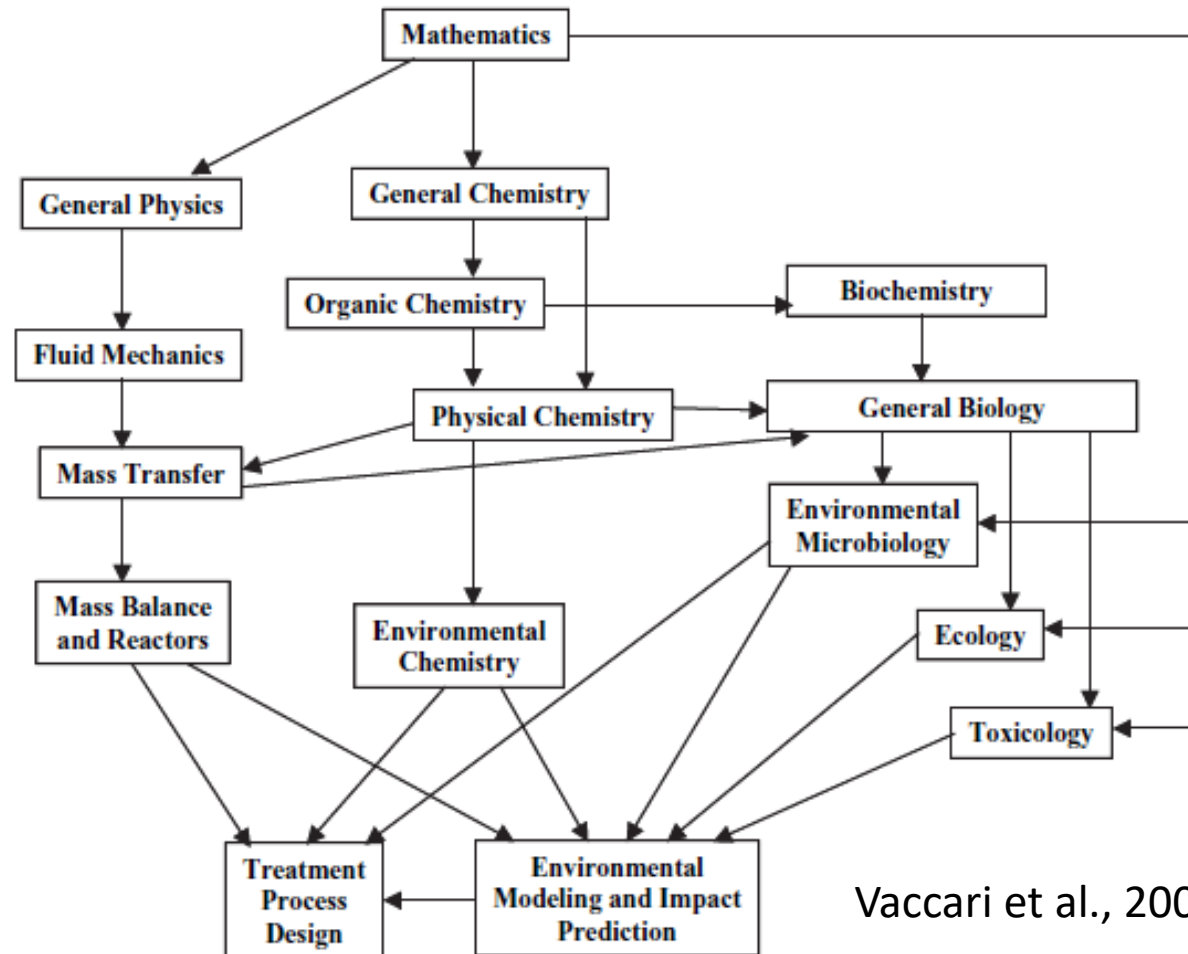 Mathematics
General Physics
General Chemistry
Organic Chemistry
Biochemistry
Fluid Mechanics
Physical Chemistry
General Biology
Mass Transfer
Environmental
Microbiology
Mass Balance
and Reactors
Environmental
Chemistry
Ecology
Toxicology
Treatment
Process
Design
Environmental
Modeling and Impact
Prediction
Vaccari et al., 200